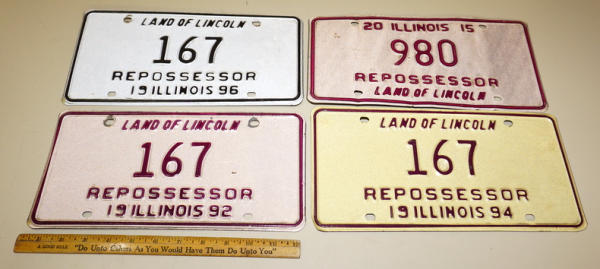 LAND OF LINCOLN
167
REPOSSESSOR
19 ILLINOIS 96
20 ILLINOIS 15
980
REPOSSESSOR
LAND OF LINCOLN
LAND OF LINCOLN
167
REPOSSESSOR
19 ILLINOIS 92
LAND OF LINCOLN
167
REPOSSESSOR
19 ILLINOIS 94
A GOOD RULE "Do Unto Others As You Would Have Them Do Unto You"